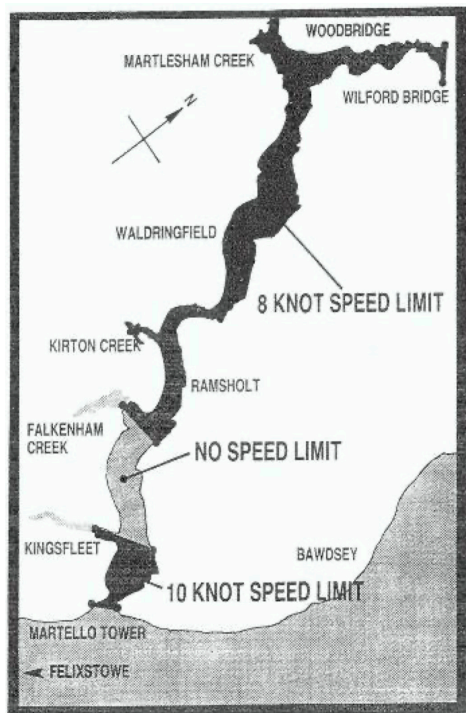 WOODBRIDGE
MARTLESHAM CREEK
WILFORD BRIDGE
N
WALDRINGFIELD
8 KNOT SPEED LIMIT
KIRTON CREEK
RAMSHOLT
FALKENHAM
CREEK
NO SPEED LIMIT
KINGSFLEET
BAWDSEY
10 KNOT SPEED LIMIT
MARTELLO TOWER
FELIXSTOWE